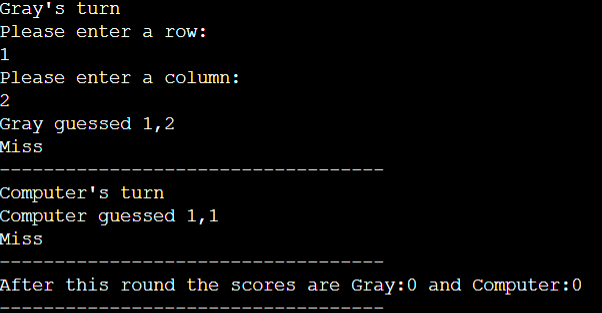 Gray's turn
Please enter a row:
1
Please enter a column:
2
Gray guessed 1,2
Miss
-----------------------------------
Computer's turn
Computer guessed 1,1
Miss
-----------------------------------
After this round the scores are Gray:0 and Computer:0
-----------------------------------